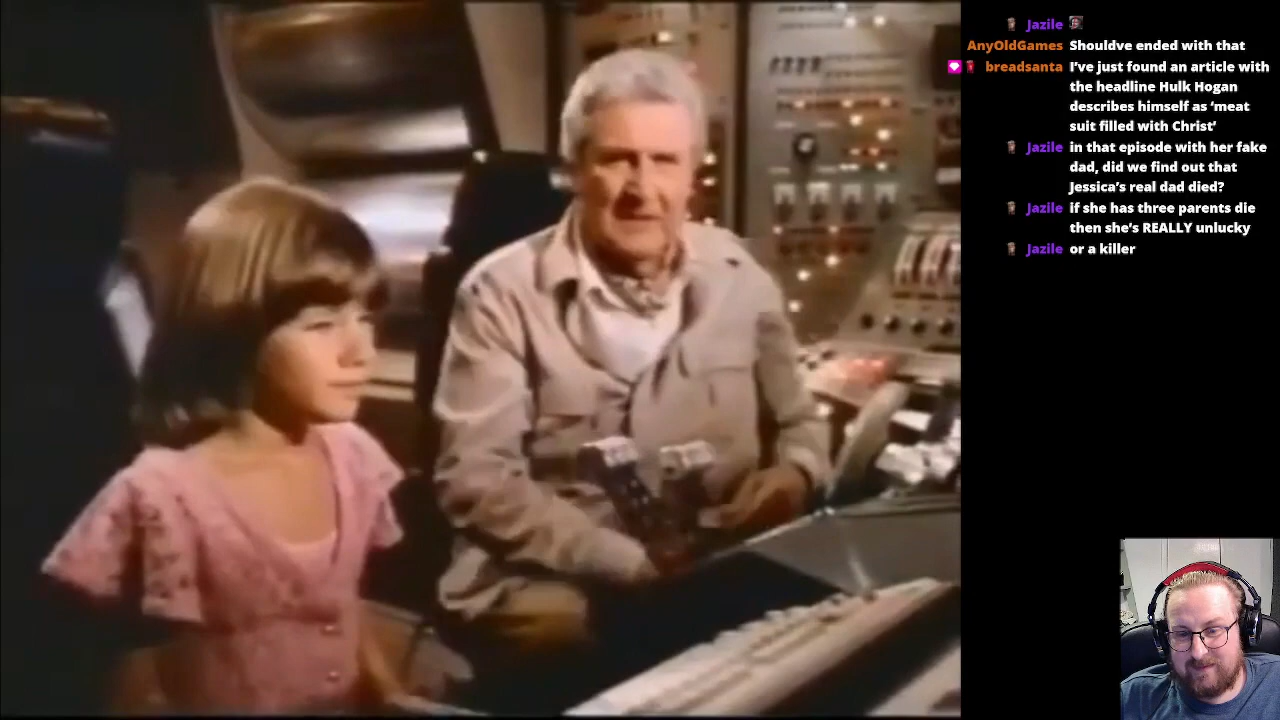 Jazile
AnyOldGames Shouldve ended with that
breadsanta I've just found an article with
the headline Hulk Hogan
describes himself as 'meat
suit filled with Christ'
Jazile in that episode with her fake
dad, did we find out that
Jessica's real dad died?
Jazile if she has three parents die
then she's REALLY unlucky
Jazile or a killer